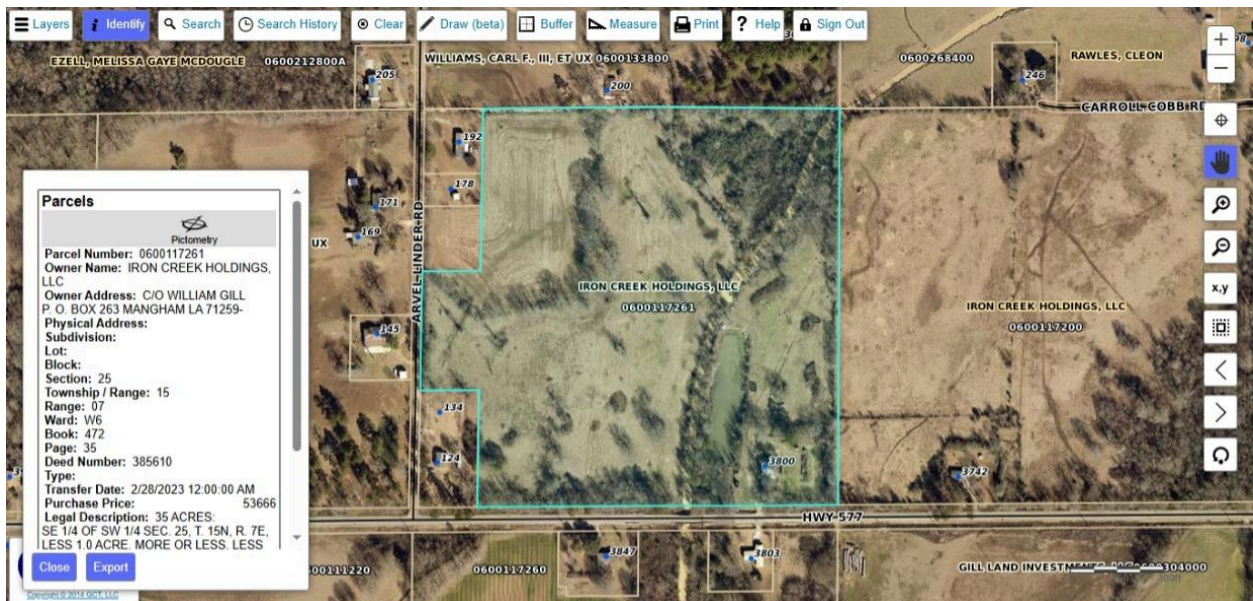 Layers
Identify
Search
Search History
Clear
Draw (beta)
Buffer
Measure
Print
Help
Sign Out
EZELL, MELISSA GAYE MCDOUGLE 0600212800A
205
WILLIAMS, CARL F., III, ET UX 0600133800
200
0600268400
246
RAWLES, CLEON
98
CARROLL COBB RD
192
178
171
169
UX
145
134
124
ARVEL LINDER RD
IRON CREEK HOLDINGS, LLC
0600117261
IRON CREEK HOLDINGS, LLC
0600117200
3800
3742
HWY 577
3847
3803
00111220
0600117260
GILL LAND INVESTMENTS,
0600304000
x,y
Parcels
Pictometry
Parcel Number: 0600117261
Owner Name: IRON CREEK HOLDINGS,
LLC
Owner Address: C/O WILLIAM GILL
P. O. BOX 263 MANGHAM LA 71259-
Physical Address:
Subdivision:
Lot:
Block:
Section: 25
Township / Range: 15
Range: 07
Ward: W6
Book: 472
Page: 35
Deed Number: 385610
Type:
Transfer Date: 2/28/2023 12:00:00 AM
Purchase Price: 53666
Legal Description: 35 ACRES:
SE 1/4 OF SW 1/4 SEC. 25, T. 15N, R. 7E,
LESS 1.0 ACRE, MORE OR LESS, LESS
Close
Export